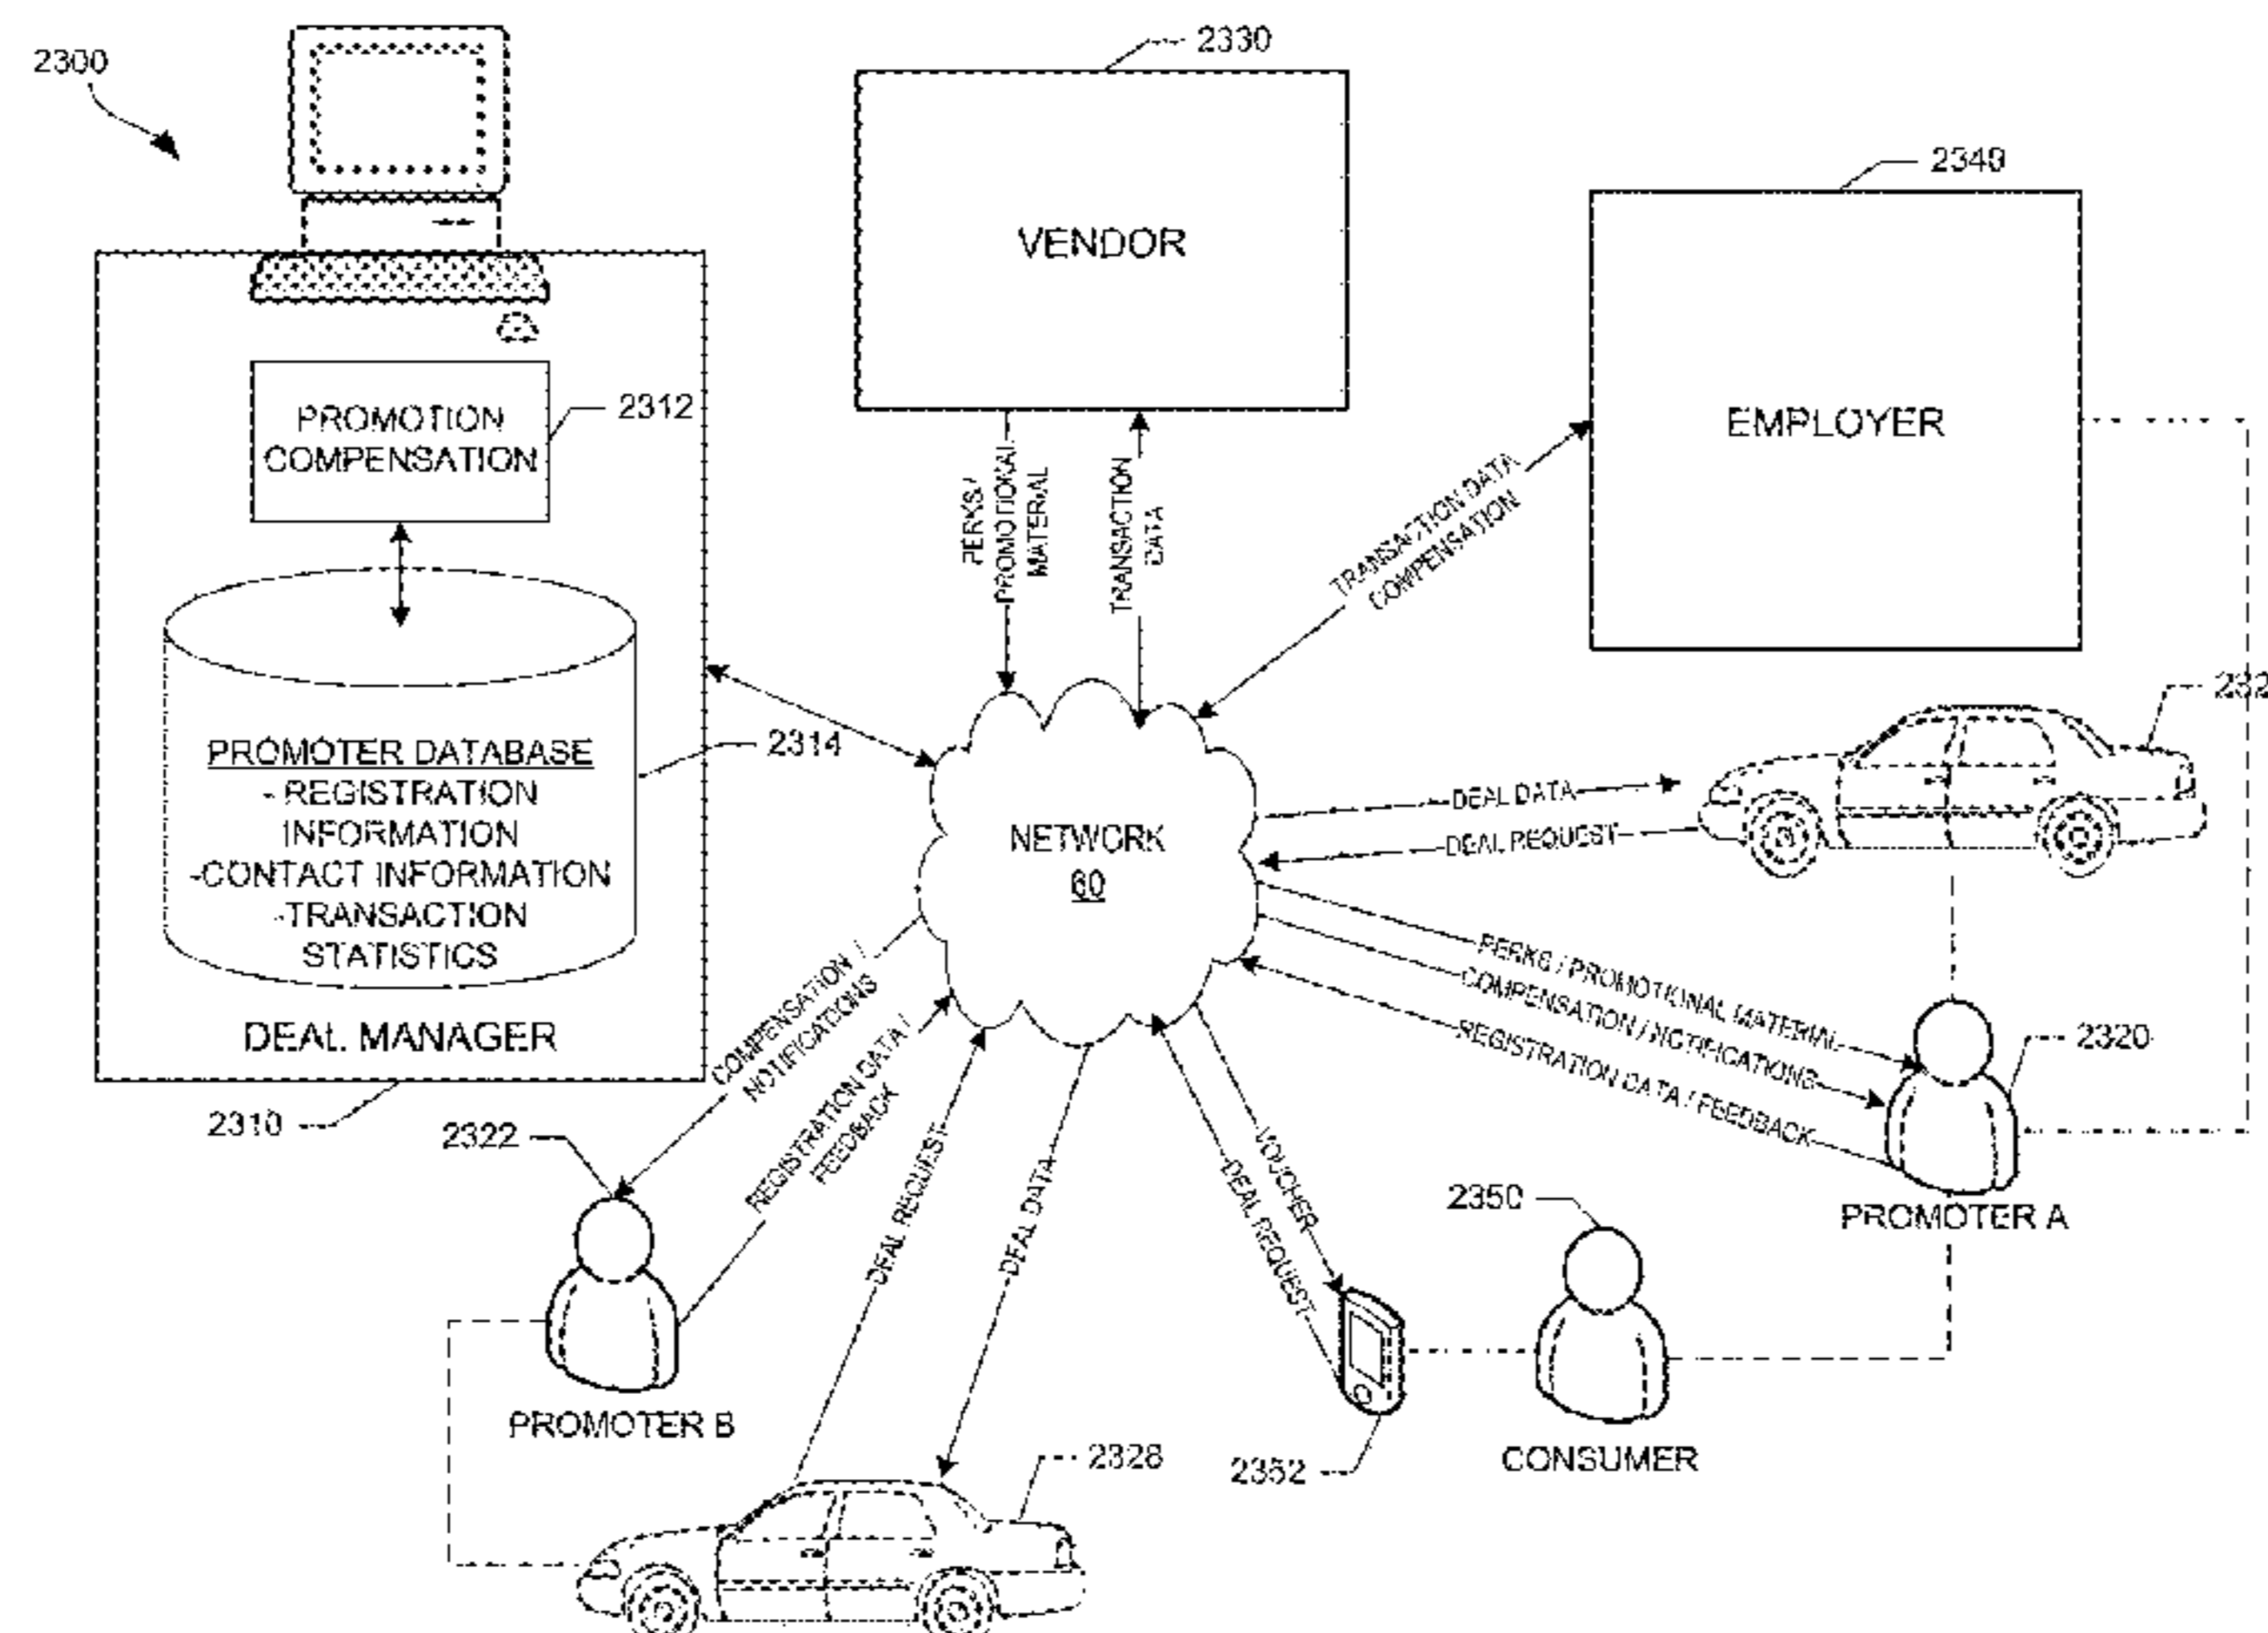 2300
2330
2340
VENDOR
EMPLOYER
PROMOTION
COMPENSATION
2312
PERKS/
PROMOTIONAL
MATERIAL
TRANSACTION
DATA
TRANSACTION DATA
COMPENSATION
PROMOTER DATABASE
- REGISTRATION
INFORMATION
-CONTACT INFORMATION
-TRANSACTION
STATISTICS
2314
DEAL MANAGER
2310
NETWORK
60
232
DEAL DATA
DEAL REQUEST
PERKS / PROMOTIONAL MATERIAL
COMPENSATION / NOTIFICATIONS
REGISTRATION DATA / FEEDBACK
2320
PROMOTER A
COMPENSATION /
NOTIFICATIONS
REGISTRATION DATA /
FEEDBACK
2322
PROMOTER B
DEAL REQUEST
DEAL DATA
VOUCHER
DEAL REQUEST
2350
CONSUMER
2352
2328